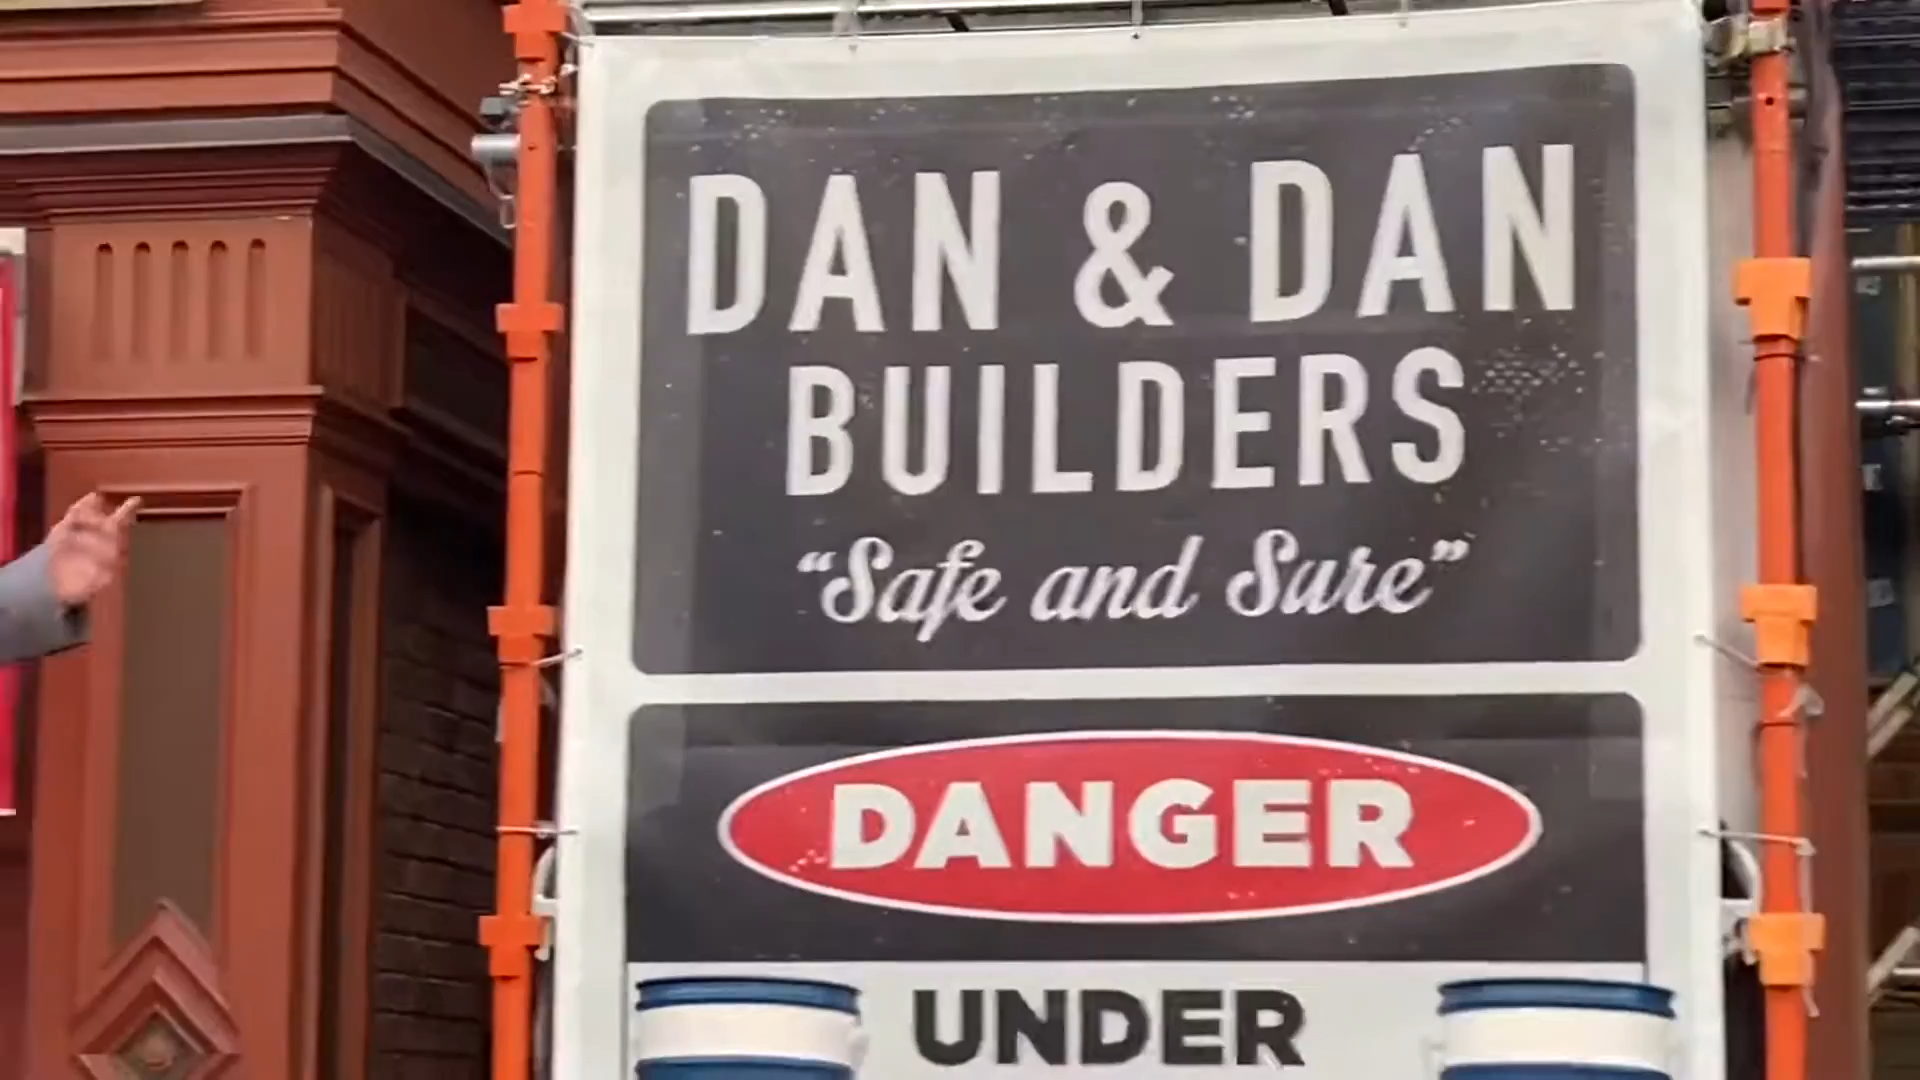 DAN & DAN
BUILDERS
“Safe and Sure”
DANGER
UNDER